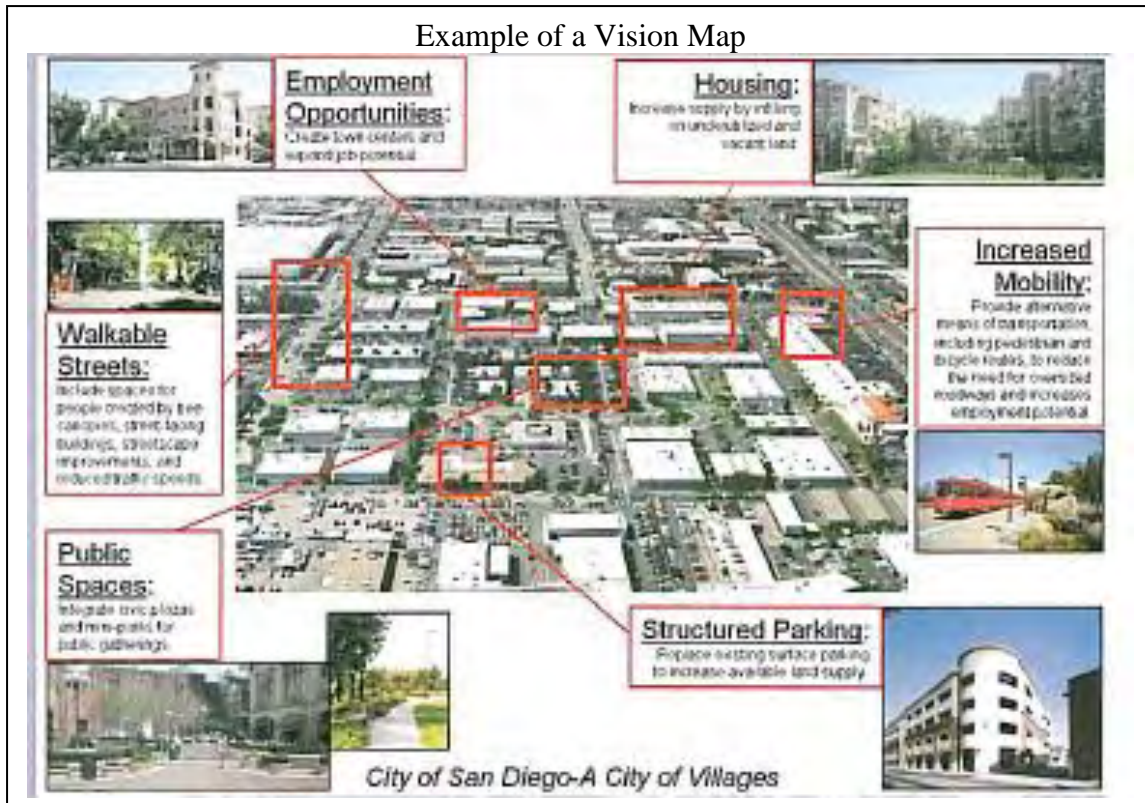 Example of a Vision Map
Employment
Opportunities:
Create town centers and
expand job potential
Housing:
Increase supply by infilling
on underutilized and
vacant land
Increased
Mobility:
Provide alternative
means of transportation,
including pedestrian and
bicycle routes, to reduce
the need for oversized
roadways and increases
employment potential
Walkable
Streets:
Include spaces for
people created by tree
canopies, street facing
buildings, streetscape
improvements, and
reduced traffic speeds
Public
Spaces:
Integrate civic plazas
and mini-parks for
public gatherings
Structured Parking:
Replace existing surface parking
to increase available land supply
City of San Diego-A City of Villages